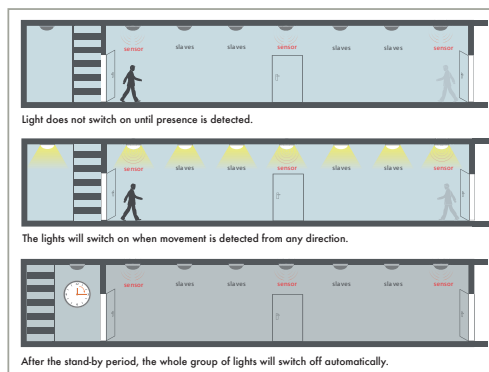 sensor slaves slaves sensor slaves slaves sensor
Light does not switch on until presence is detected.
sensor slaves slaves sensor slaves slaves sensor
The lights will switch on when movement is detected from any direction.
sensor slaves slaves sensor slaves slaves sensor
After the stand-by period, the whole group of lights will switch off automatically.